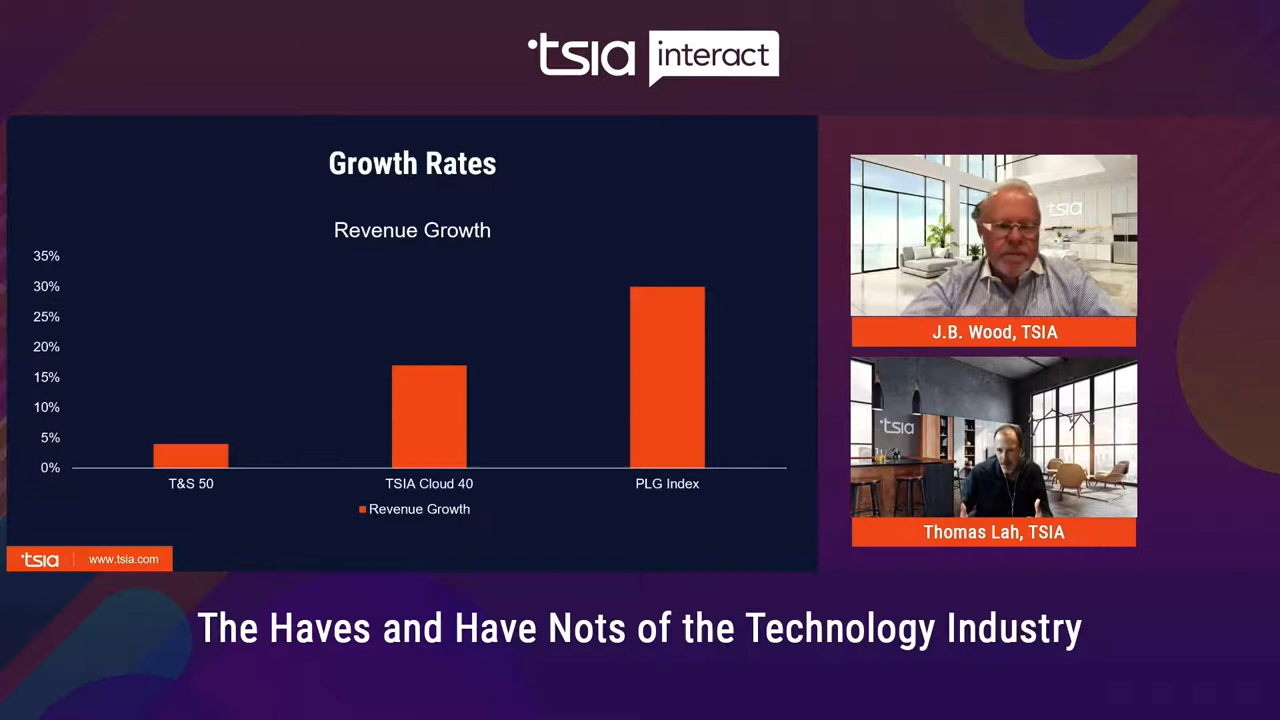 tsia interact
Growth Rates
Revenue Growth
35%
30%
25%
20%
15%
10%
5%
0%
T&S 50
TSIA Cloud 40
PLG Index
Revenue Growth
tsia www.tsia.com
tsia
J.B. Wood, TSIA
tsia
Thomas Lah, TSIA
The Haves and Have Nots of the Technology Industry